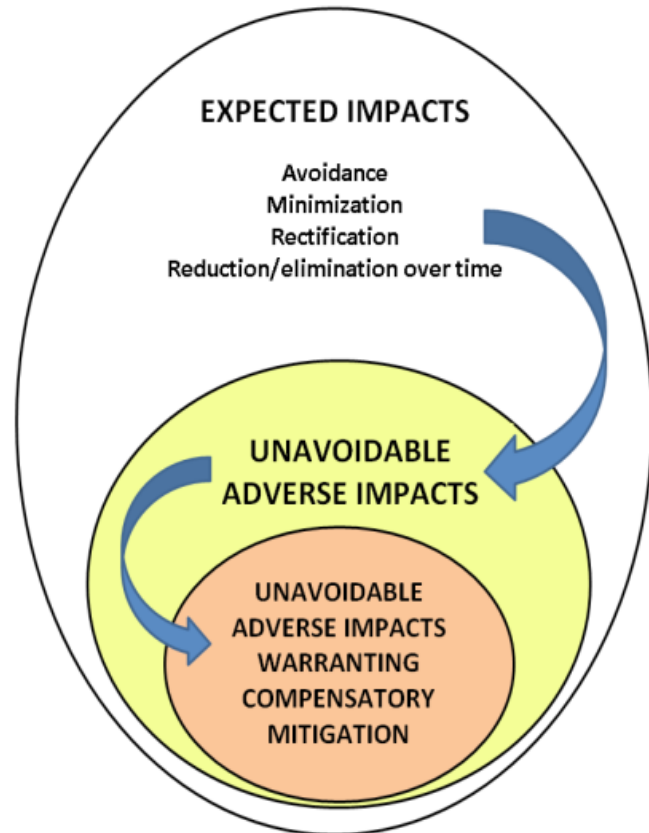 EXPECTED IMPACTS
Avoidance
Minimization
Rectification
Reduction/elimination over time
UNAVOIDABLE
ADVERSE IMPACTS
UNAVOIDABLE
ADVERSE IMPACTS
WARRANTING
COMPENSATORY
MITIGATION